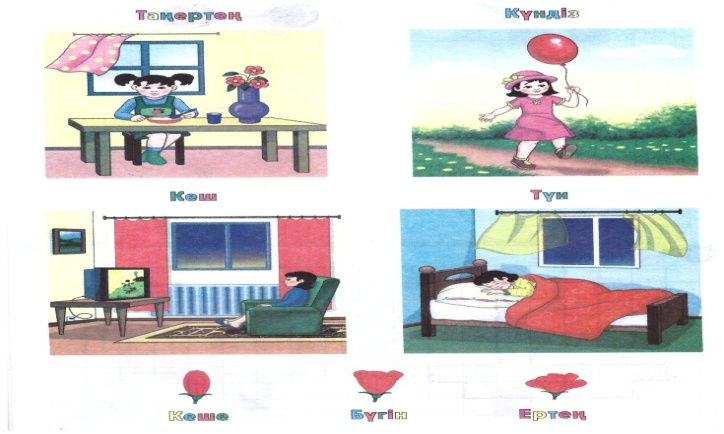 Таңертең
Күндіз
Кеш
Түн
Кеше
Бүгін
Ертең